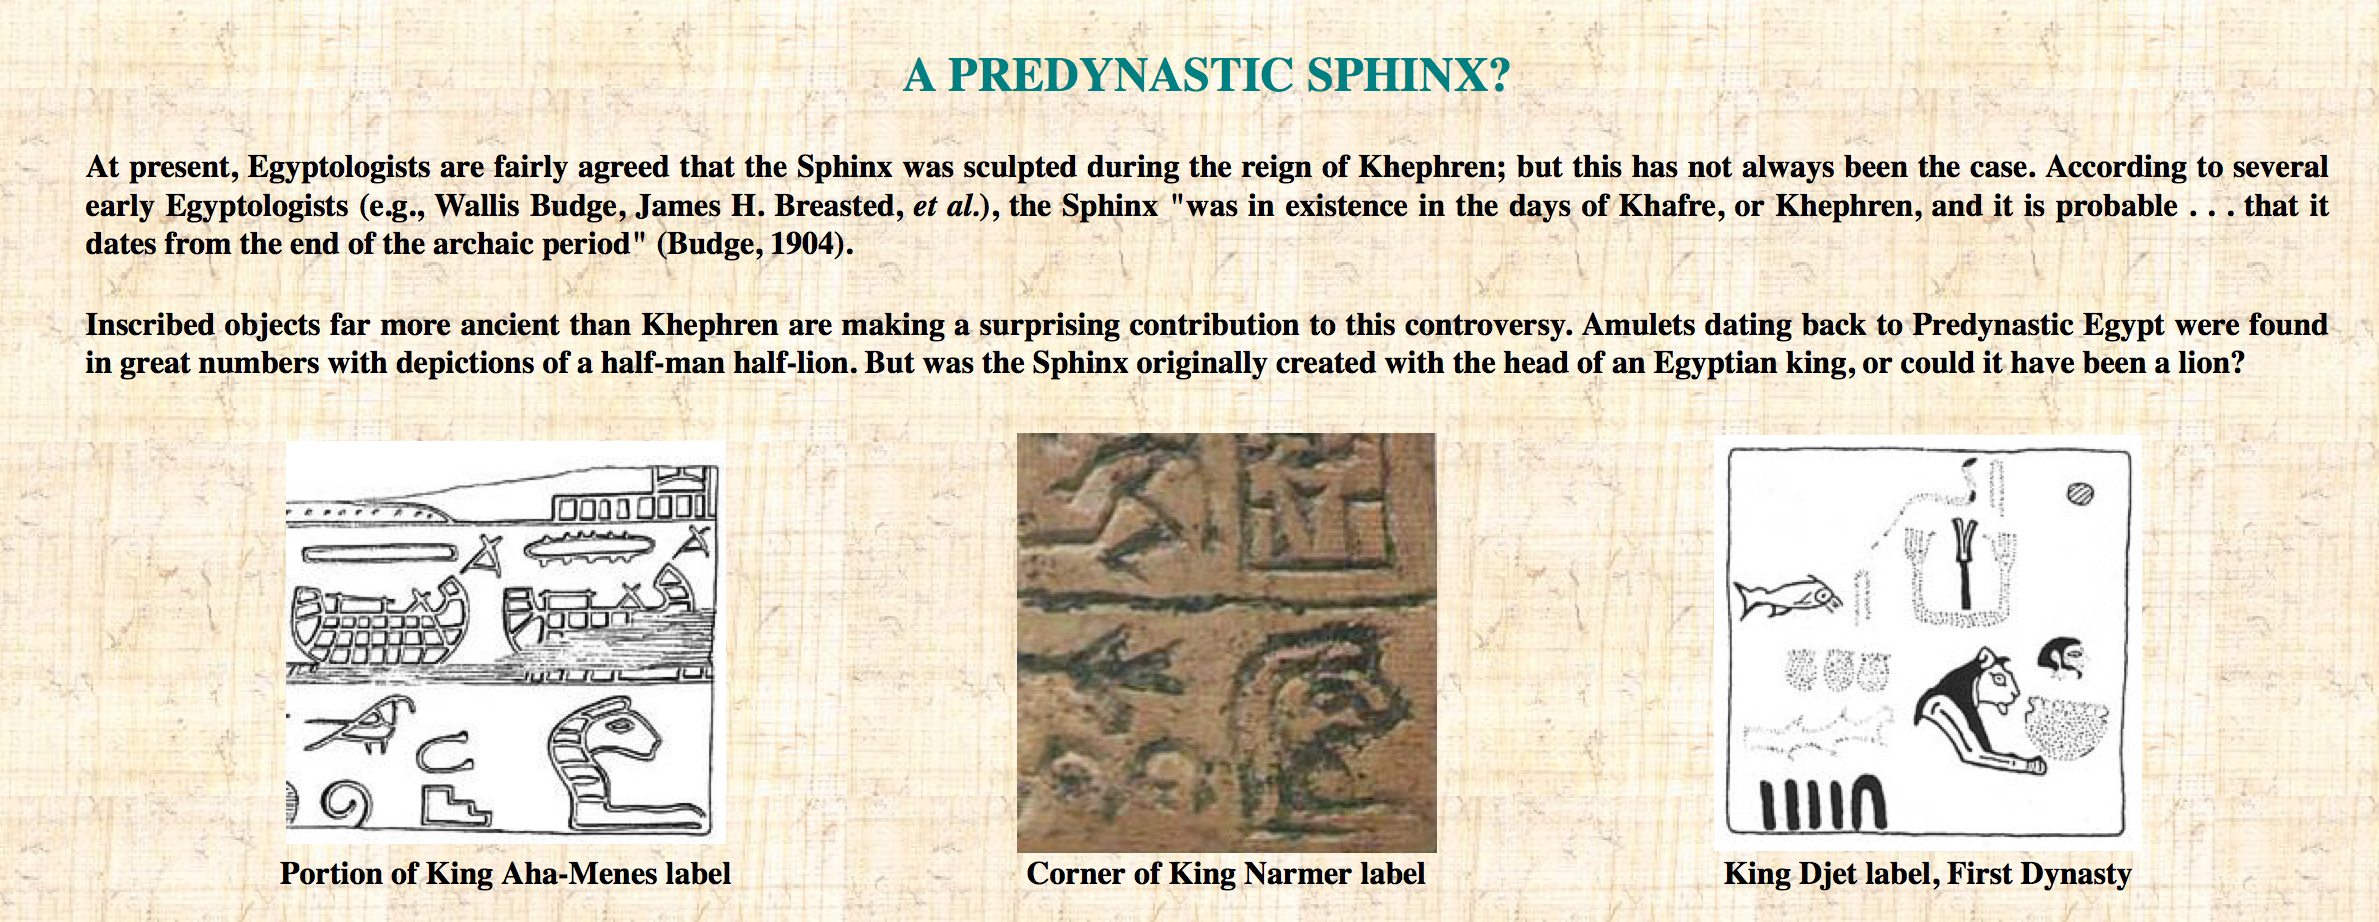 A PREDYNASTIC SPHINX?
At present, Egyptologists are fairly agreed that the Sphinx was sculpted during the reign of Khephren; but this has not always been the case. According to several
early Egyptologists (e.g., Wallis Budge, James H. Breasted, et al.), the Sphinx "was in existence in the days of Khafre, or Khephren, and it is probable . . . that it
dates from the end of the archaic period" (Budge, 1904).
Inscribed objects far more ancient than Khephren are making a surprising contribution to this controversy. Amulets dating back to Predynastic Egypt were found
in great numbers with depictions of a half-man half-lion. But was the Sphinx originally created with the head of an Egyptian king, or could it have been a lion?
Portion of King Aha-Menes label
Corner of King Narmer label
King Djet label, First Dynasty